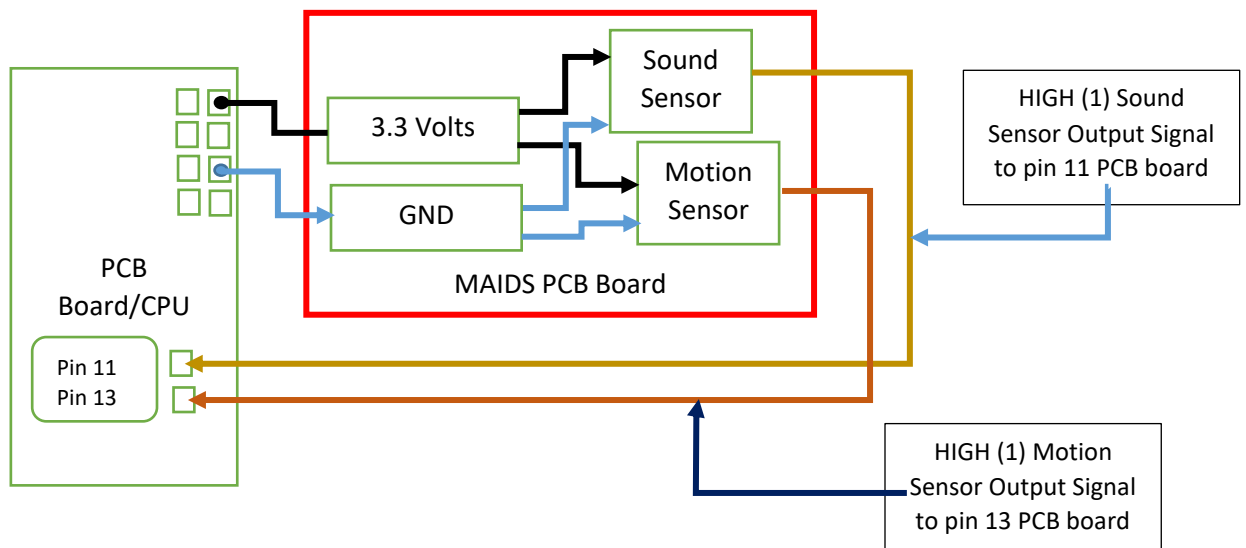 3.3 Volts
GND
Sound
Sensor
Motion
Sensor
MAIDS PCB Board
PCB
Board/CPU
Pin 11
Pin 13
HIGH (1) Sound
Sensor Output Signal
to pin 11 PCB board
HIGH (1) Motion
Sensor Output Signal
to pin 13 PCB board